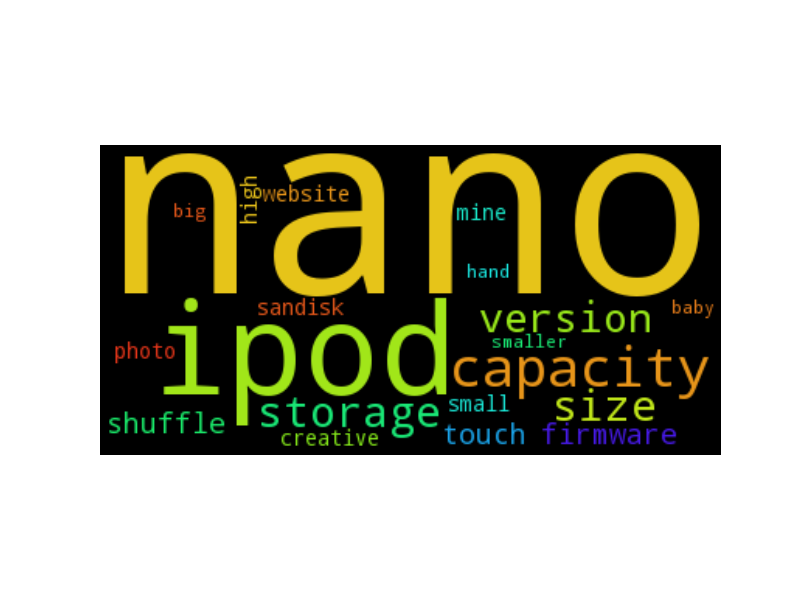 nano
high
website
big
mine
hand
ipod
sandisk
version
baby
smaller
photo
capacity
storage
small
size
shuffle
creative
touch
firmware